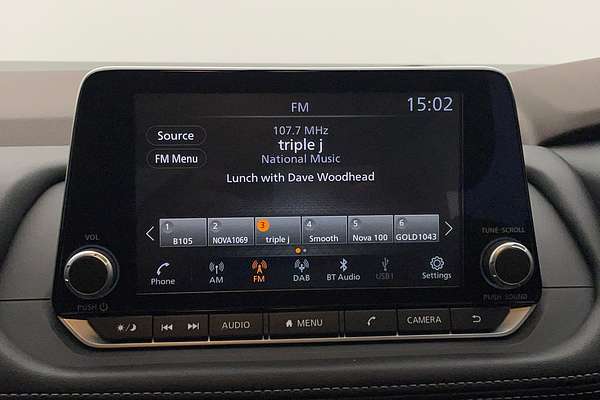 FM
15:02
Source
107.7 MHz
triple j
FM Menu
National Music
Lunch with Dave Woodhead
1 2 3 4 5 6
B105 NOVA1069 triple j Smooth Nova 100 GOLD1043
Phone AM FM DAB BT Audio USB1 Settings
VOL
TUNE·SCROLL
PUSH
PUSH SOUND
AUDIO
MENU
CAMERA